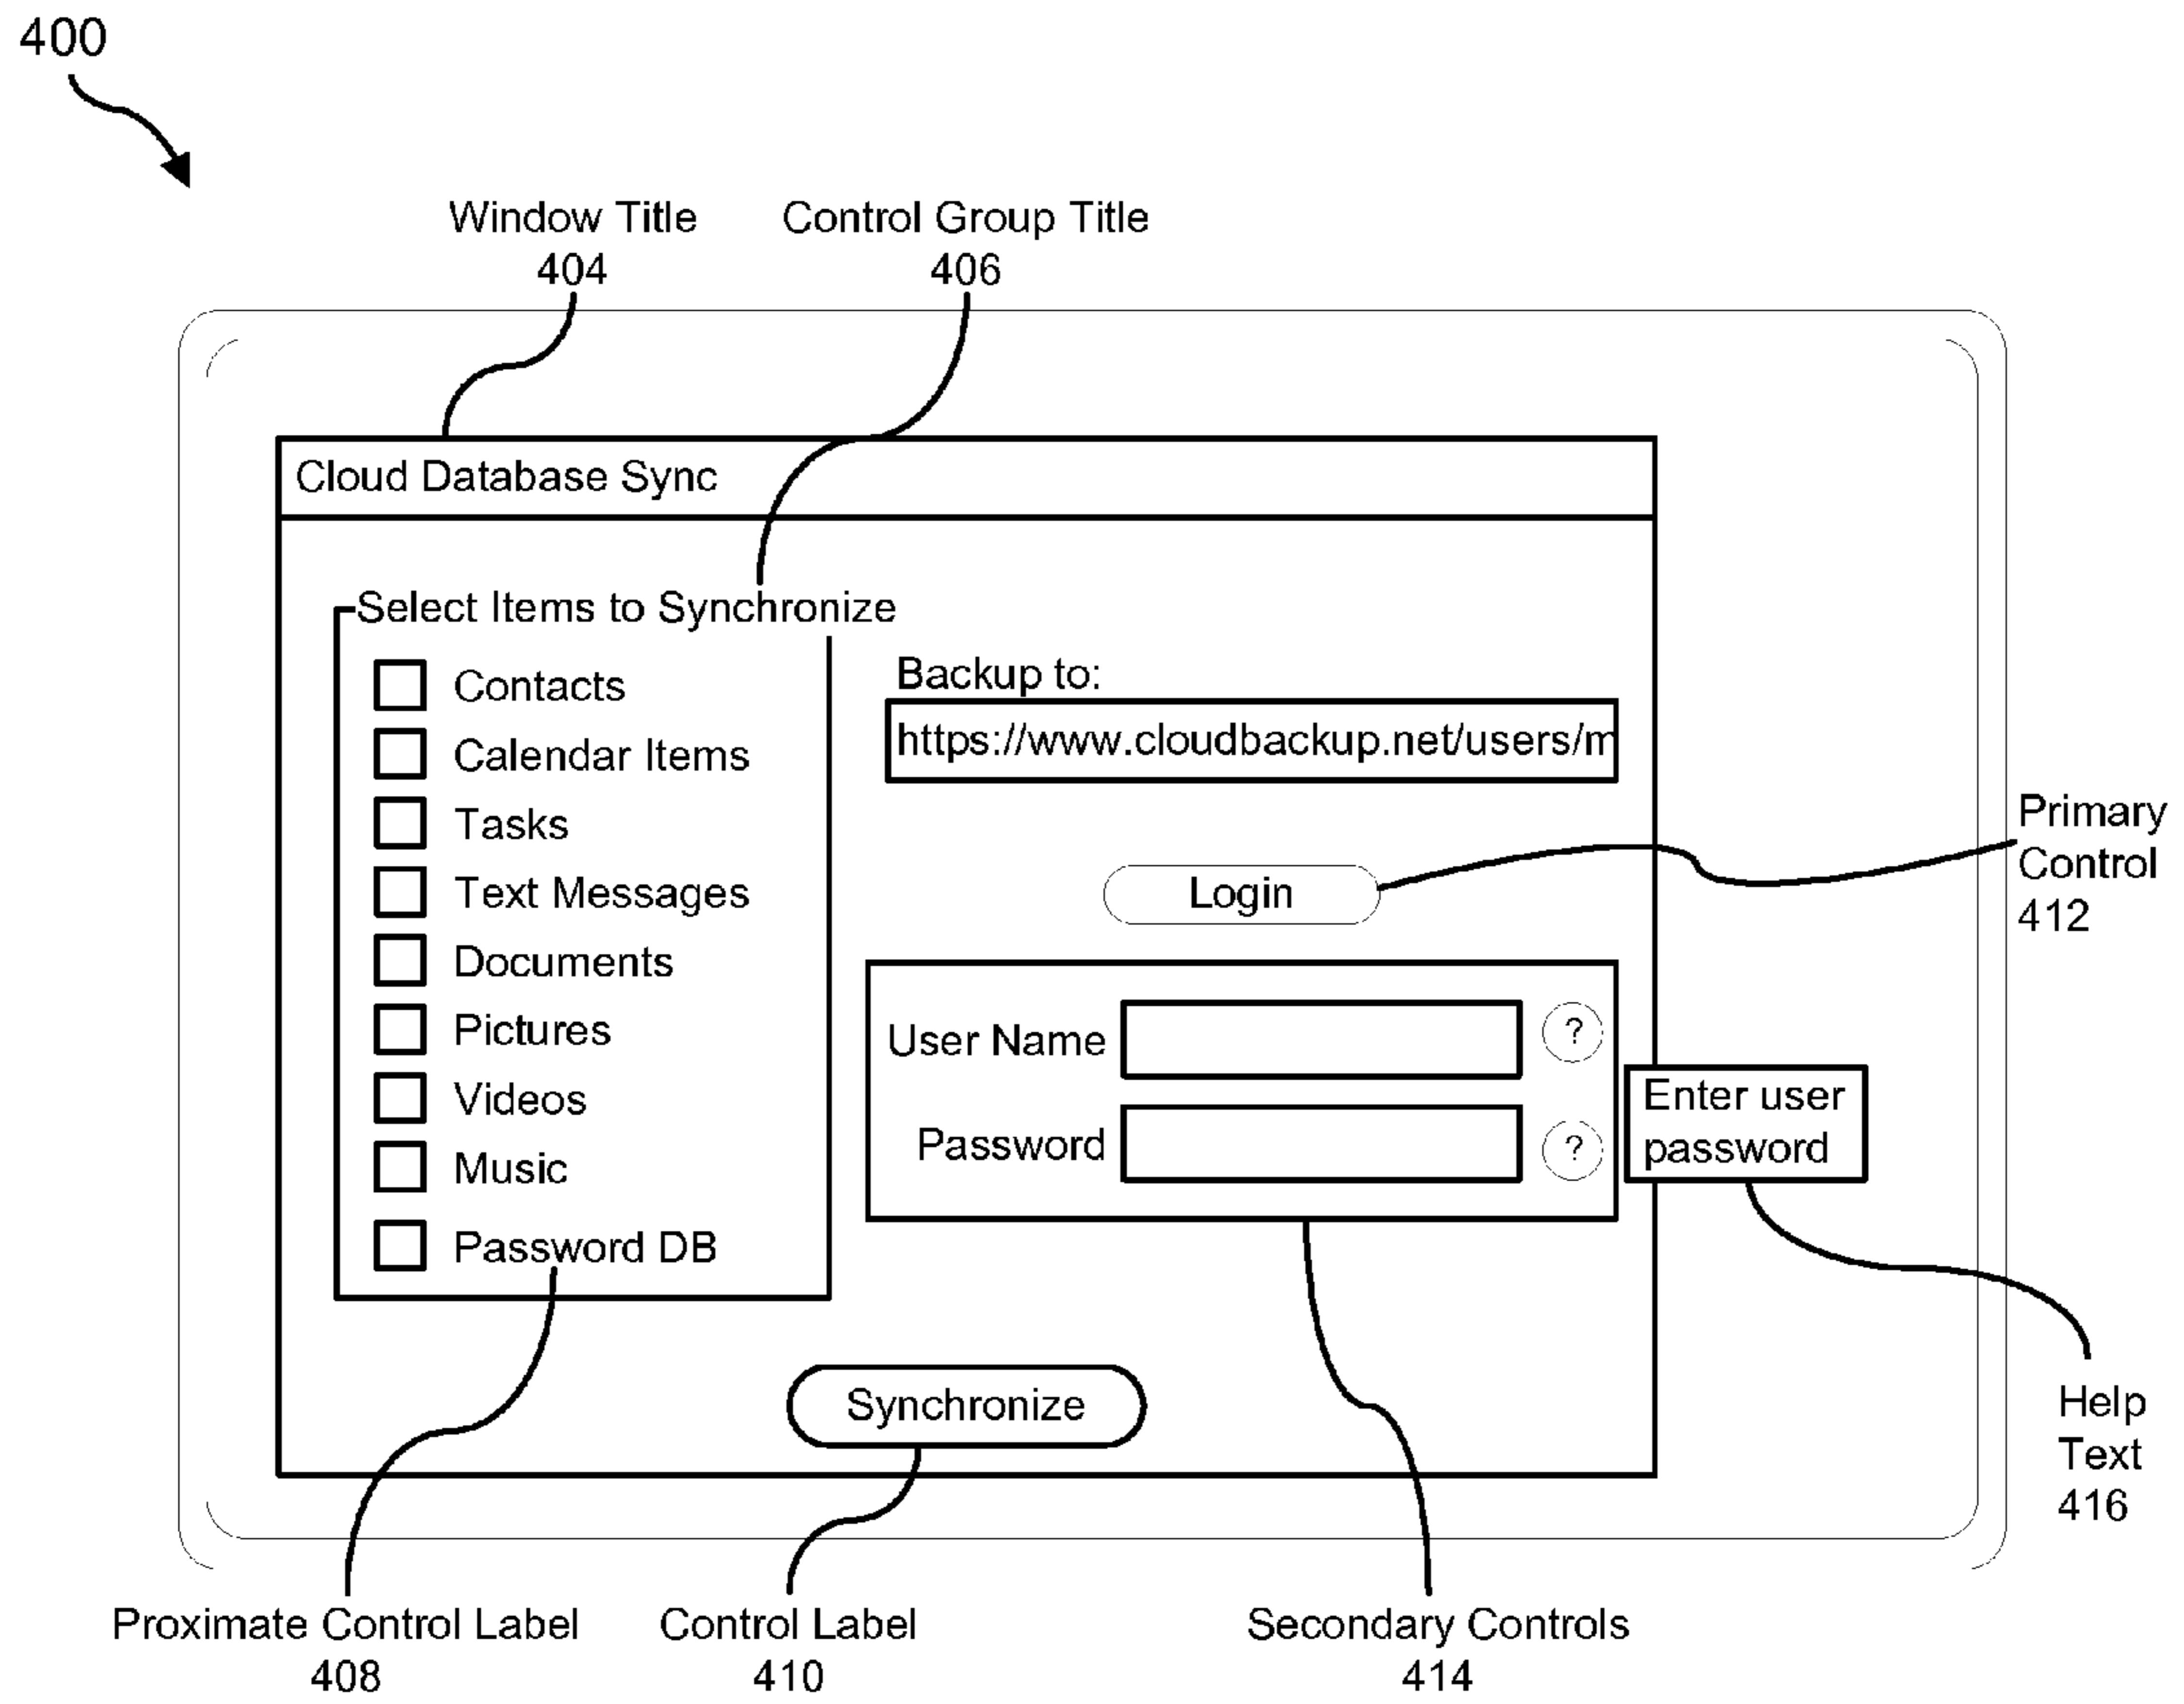 400
Window Title
404
Control Group Title
406
Cloud Database Sync
Select Items to Synchronize
Contacts
Calendar Items
Tasks
Text Messages
Documents
Pictures
Videos
Music
Password DB
Backup to:
https://www.cloudbackup.net/users/m
Login
Primary
Control
412
User Name
?
Password
?
Enter user
password
Synchronize
Help
Text
416
Proximate Control Label
408
Control Label
410
Secondary Controls
414